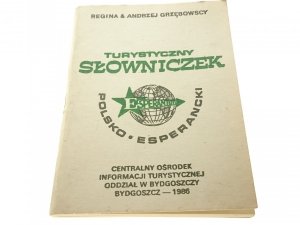 REGINA & ANDRZEJ GRZĘBOWSCY
TURYSTYCZNY
SŁOWNICZEK
POLSKO - ESPERANCKI
CENTRALNY OŚRODEK
INFORMACJI TURYSTYCZNEJ
ODDZIAŁ W BYDGOSZCZY
BYDGOSZCZ — 1986